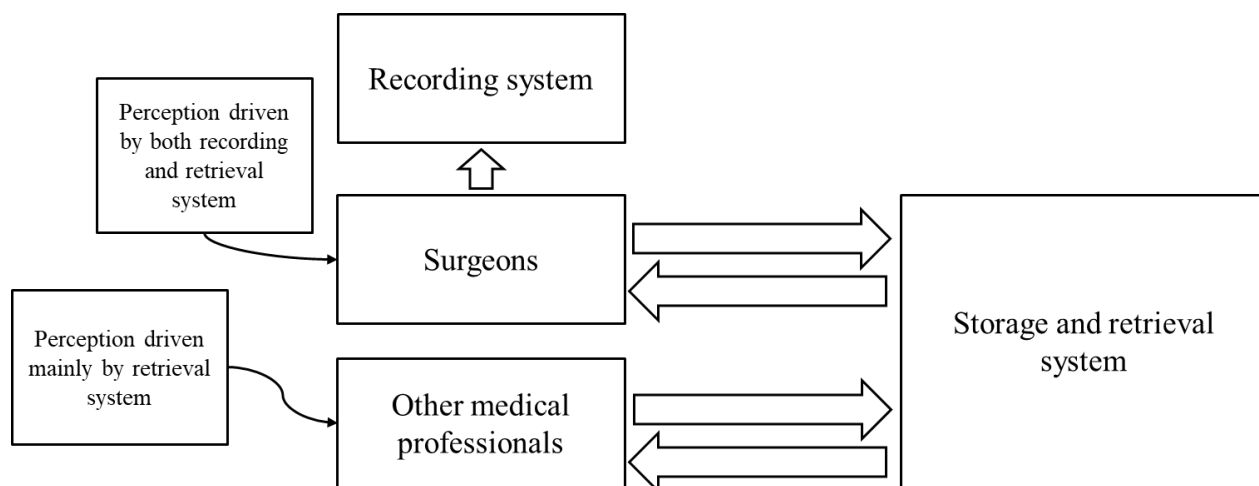 Recording system
Perception driven
by both recording
and retrieval
system
Surgeons
Storage and retrieval
system
Perception driven
mainly by retrieval
system
Other medical
professionals